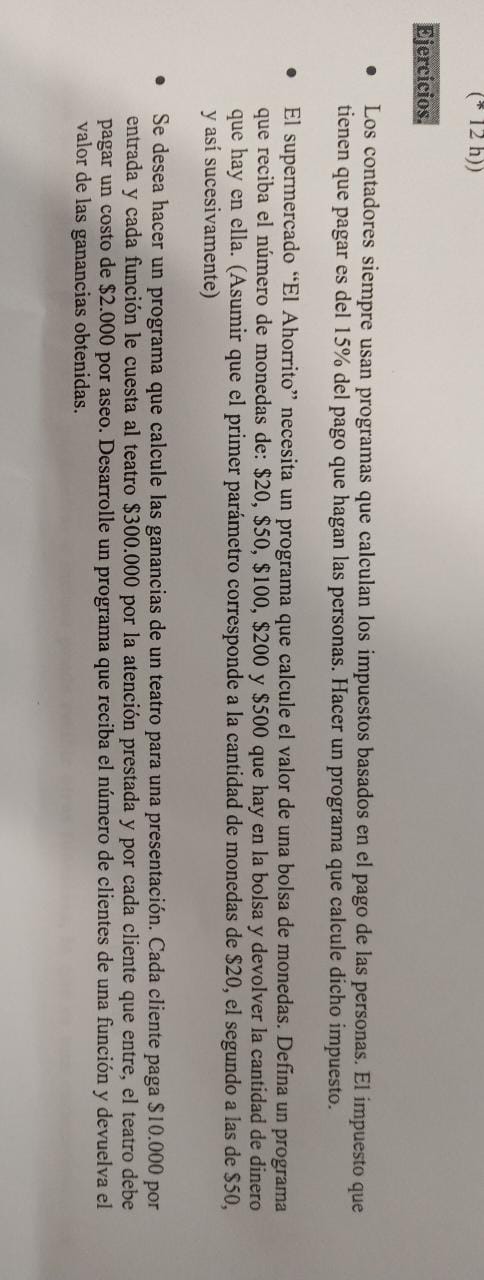 (* 12 h))
Ejercicios.
• Los contadores siempre usan programas que calculan los impuestos basados en el pago de las personas. El impuesto que
tienen que pagar es del 15% del pago que hagan las personas. Hacer un programa que calcule dicho impuesto.
• El supermercado “El Ahorrito” necesita un programa que calcule el valor de una bolsa de monedas. Defina un programa
que reciba el número de monedas de: $20, $50, $100, $200 y $500 que hay en la bolsa y devolver la cantidad de dinero
que hay en ella. (Asumir que el primer parámetro corresponde a la cantidad de monedas de $20, el segundo a las de $50,
y así sucesivamente)
• Se desea hacer un programa que calcule las ganancias de un teatro para una presentación. Cada cliente paga $10.000 por
entrada y cada función le cuesta al teatro $300.000 por la atención prestada y por cada cliente que entre, el teatro debe
pagar un costo de $2.000 por aseo. Desarrolle un programa que reciba el número de clientes de una función y devuelva el
valor de las ganancias obtenidas.